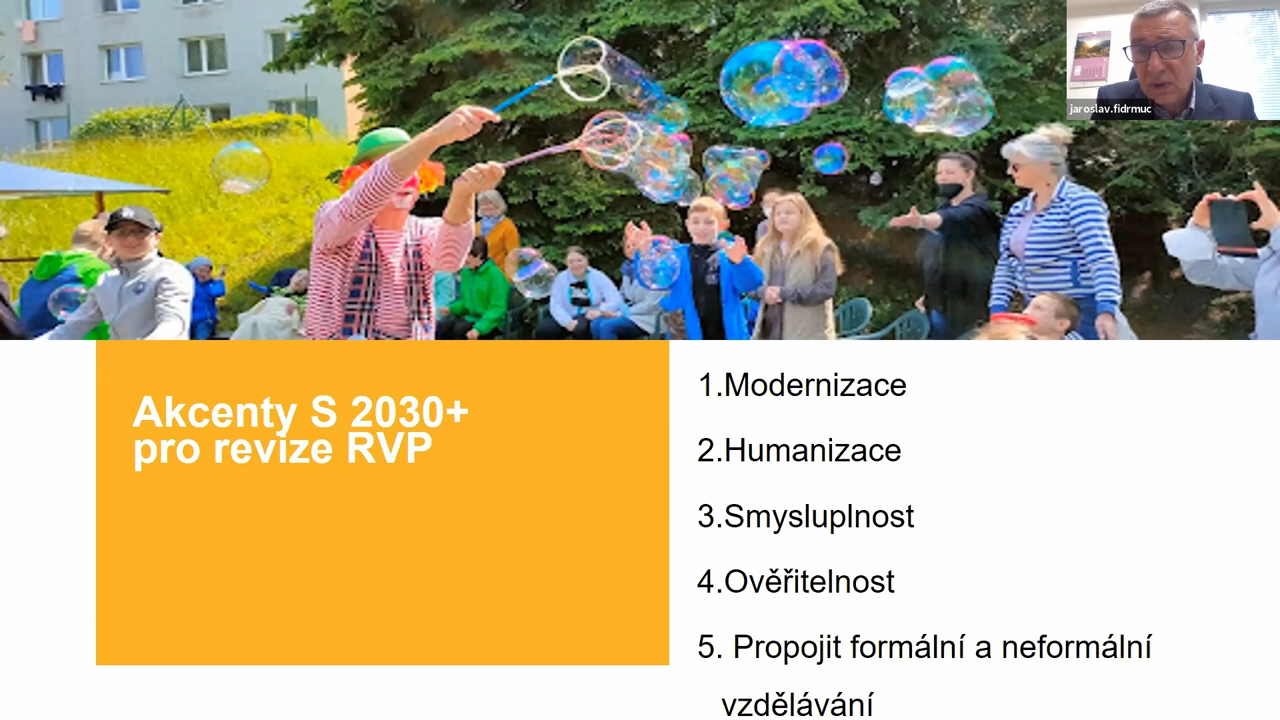 jaroslav.fidrmuc
Akcenty S 2030+
pro revize RVP
1.Modernizace
2.Humanizace
3.Smysluplnost
4.Ověřitelnost
5. Propojit formální a neformální
vzdělávání